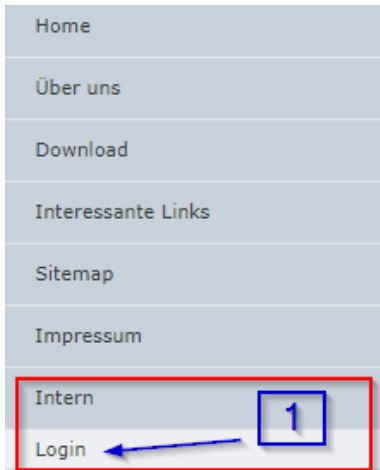 Home
Über uns
Download
Interessante Links
Sitemap
Impressum
Intern
1
Login